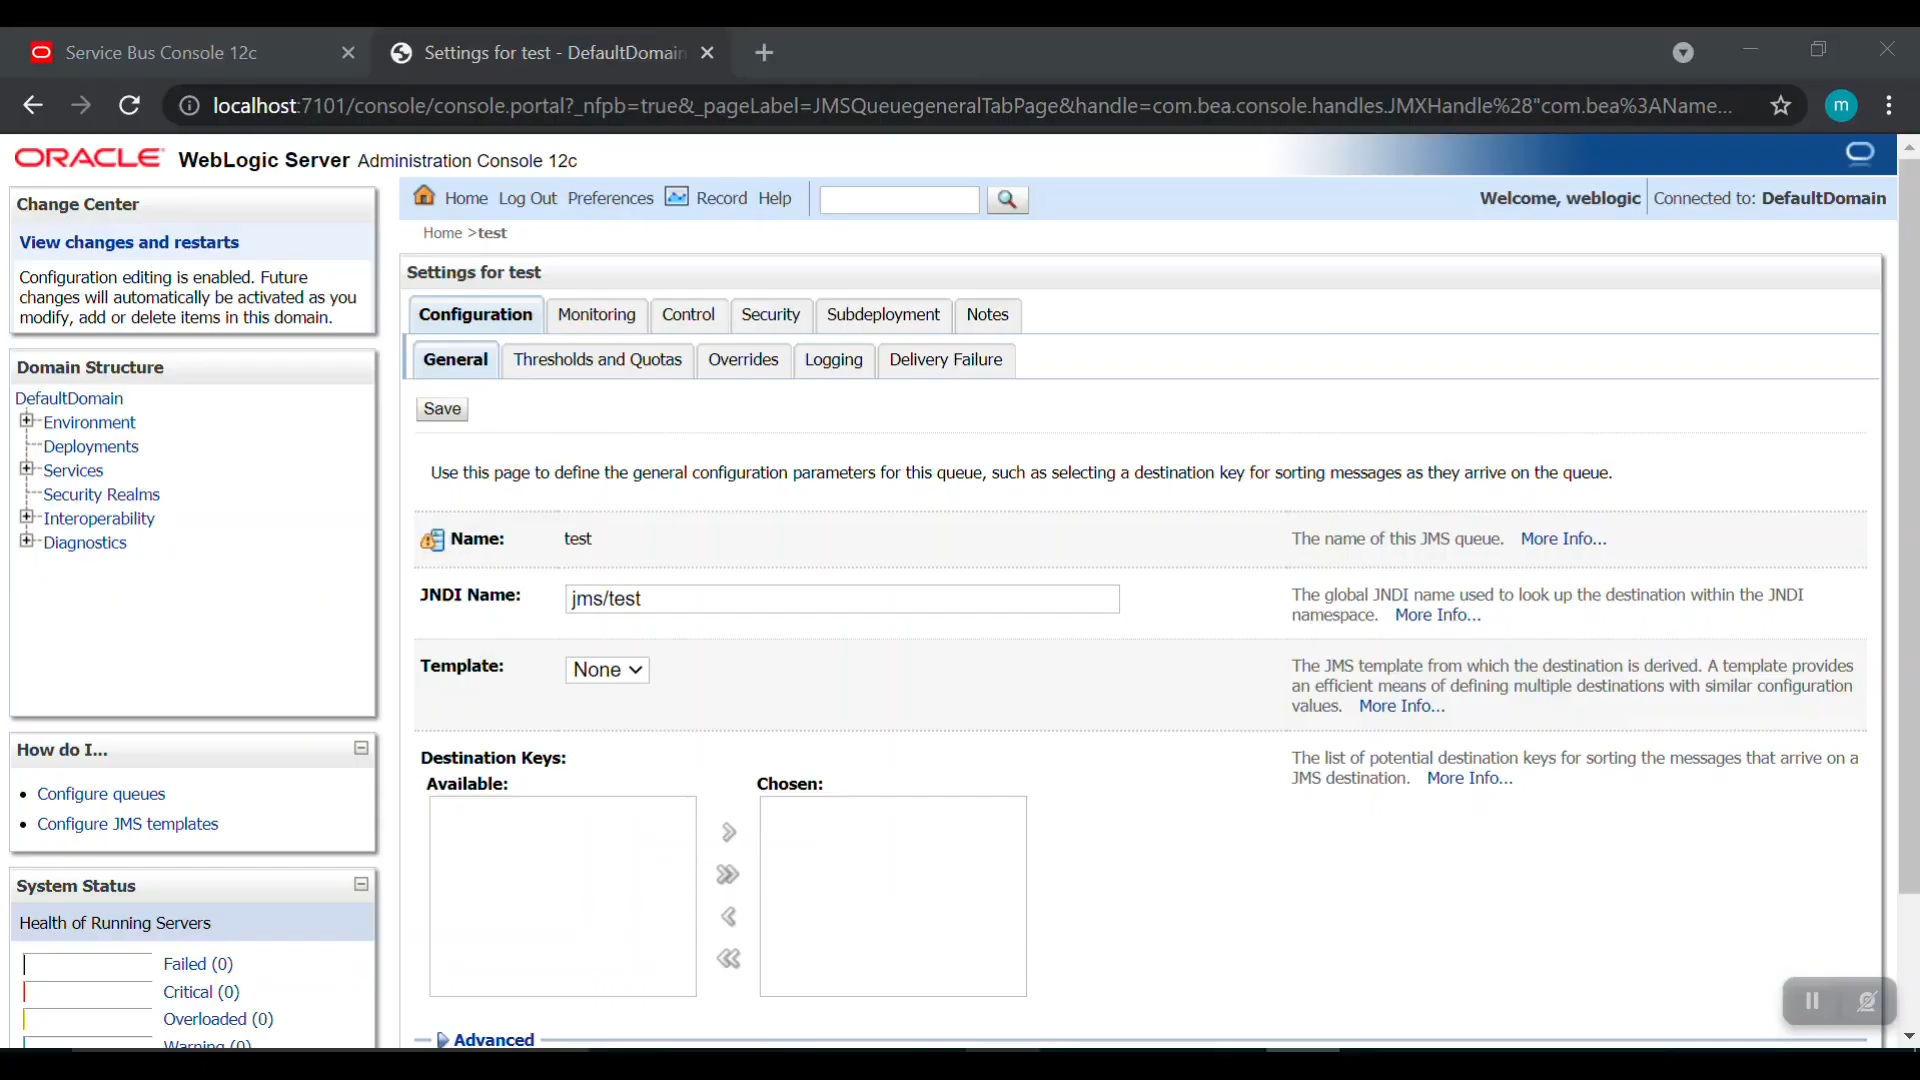 Service Bus Console 12c
Settings for test - DefaultDomain
localhost:7101/console/console.portal?_nfpb=true&_pageLabel=JMSQueuegeneralTabPage&handle=com.bea.console.handles.JMXHandle%28"com.bea%3AName...
m
ORACLE WebLogic Server Administration Console 12c
Change Center
View changes and restarts
Configuration editing is enabled. Future
changes will automatically be activated as you
modify, add or delete items in this domain.
Domain Structure
DefaultDomain
Environment
Deployments
Services
Security Realms
Interoperability
Diagnostics
How do I...
Configure queues
Configure JMS templates
System Status
Health of Running Servers
Failed (0)
Critical (0)
Overloaded (0)
Warning (0)
Home Log Out Preferences Record Help
Welcome, weblogic
Connected to: DefaultDomain
Home >test
Settings for test
Configuration Monitoring Control Security Subdeployment Notes
General Thresholds and Quotas Overrides Logging Delivery Failure
Save
Use this page to define the general configuration parameters for this queue, such as selecting a destination key for sorting messages as they arrive on the queue.
Name: test
The name of this JMS queue. More Info...
JNDI Name: jms/test
The global JNDI name used to look up the destination within the JNDI
namespace. More Info...
Template: None
The JMS template from which the destination is derived. A template provides
an efficient means of defining multiple destinations with similar configuration
values. More Info...
Destination Keys:
Available: Chosen:
The list of potential destination keys for sorting the messages that arrive on a
JMS destination. More Info...
Advanced